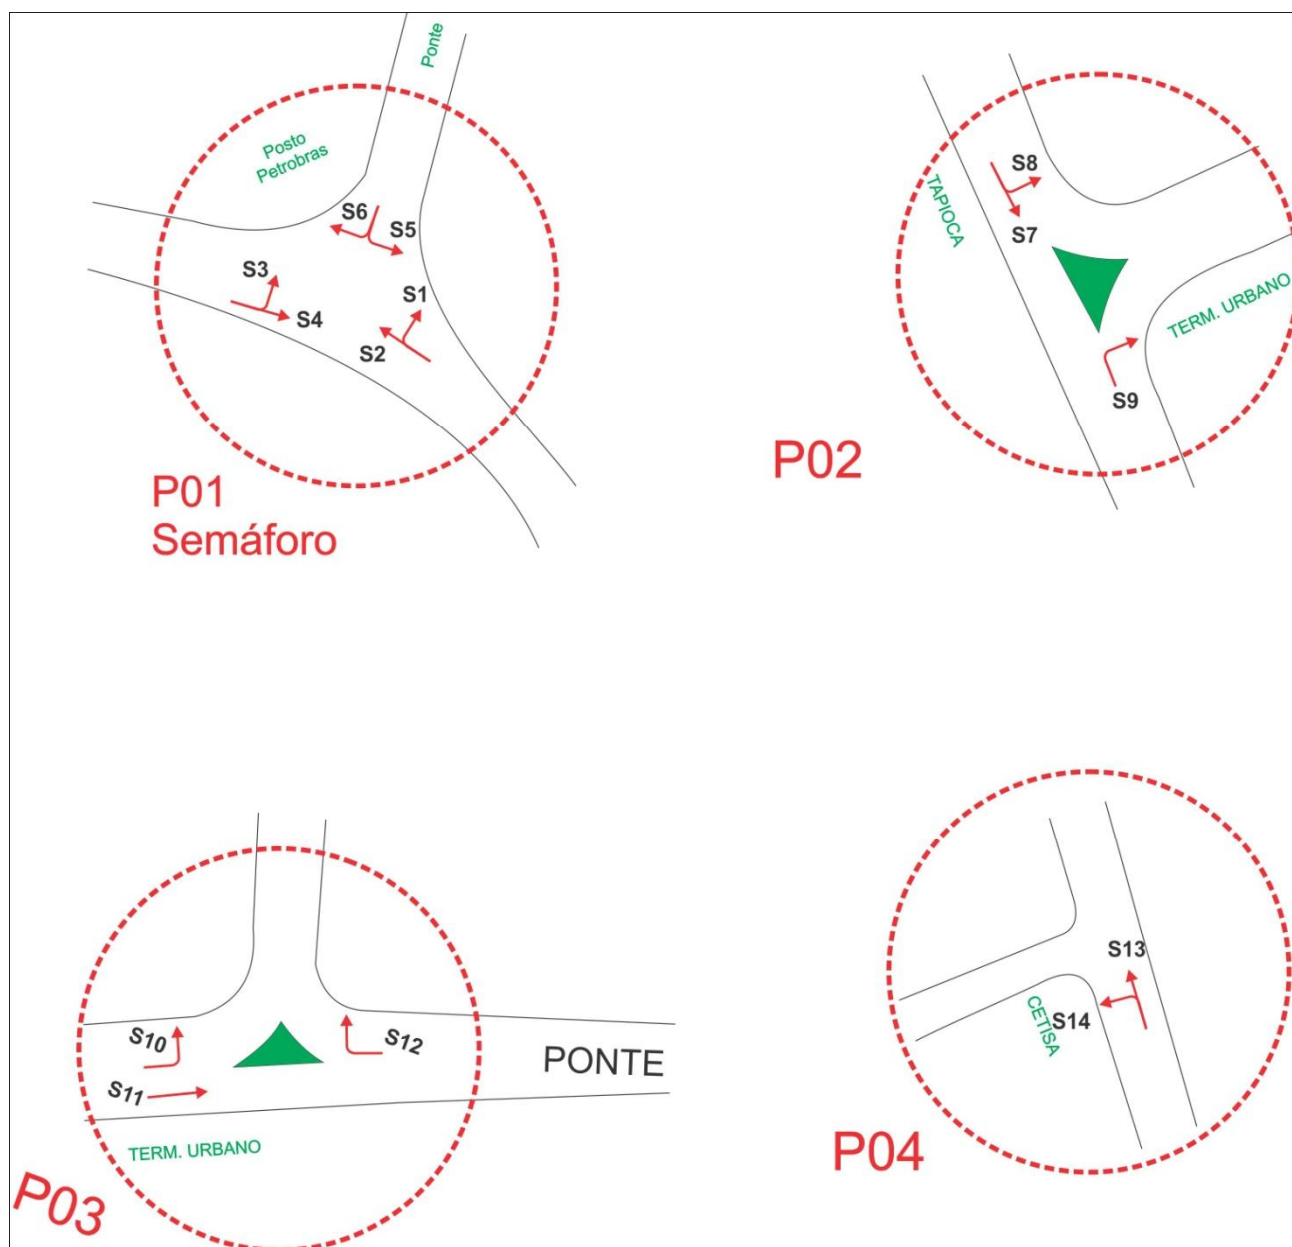 Ponte
Posto
Petrobras
S6
S5
S3
S4
S1
S2
P01
Semáforo
S8
TAPIOCA
S7
TERM. URBANO
S9
P02
S10
S12
S11
PONTE
TERM. URBANO
P03
S13
S14
CETISA
P04